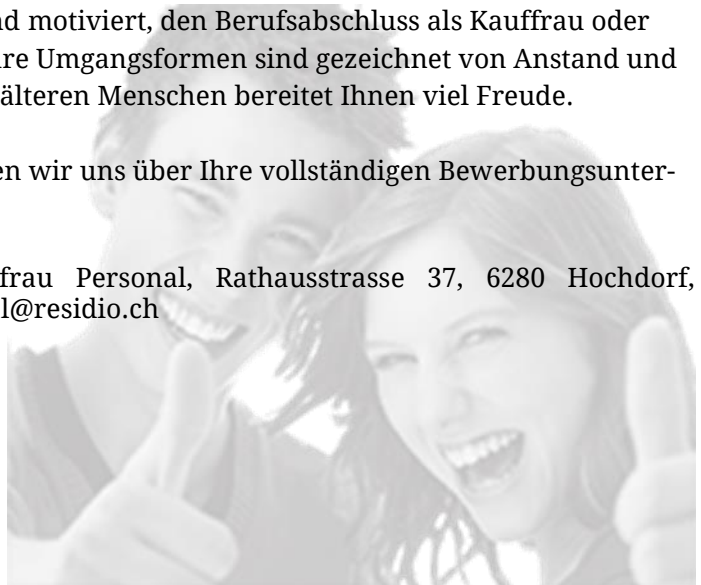 nd motiviert, den Berufsabschluss als Kauffrau oder
re Umgangsformen sind gezeichnet von Anstand und
älteren Menschen bereitet Ihnen viel Freude.
en wir uns über Ihre vollständigen Bewerbungsunter-
frau Personal, Rathausstrasse 37, 6280 Hochdorf,
l@residio.ch